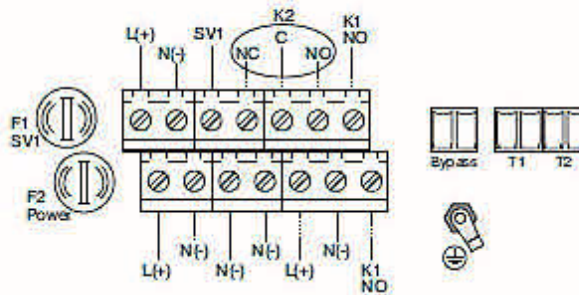 K2
L(+) SV1 C K1
N(-) NC NO NO
F1
SV1
Bypass T1 T2
F2
Power
N(-) N(-) N(-)
L(+) N(-) L(+) K1
NO